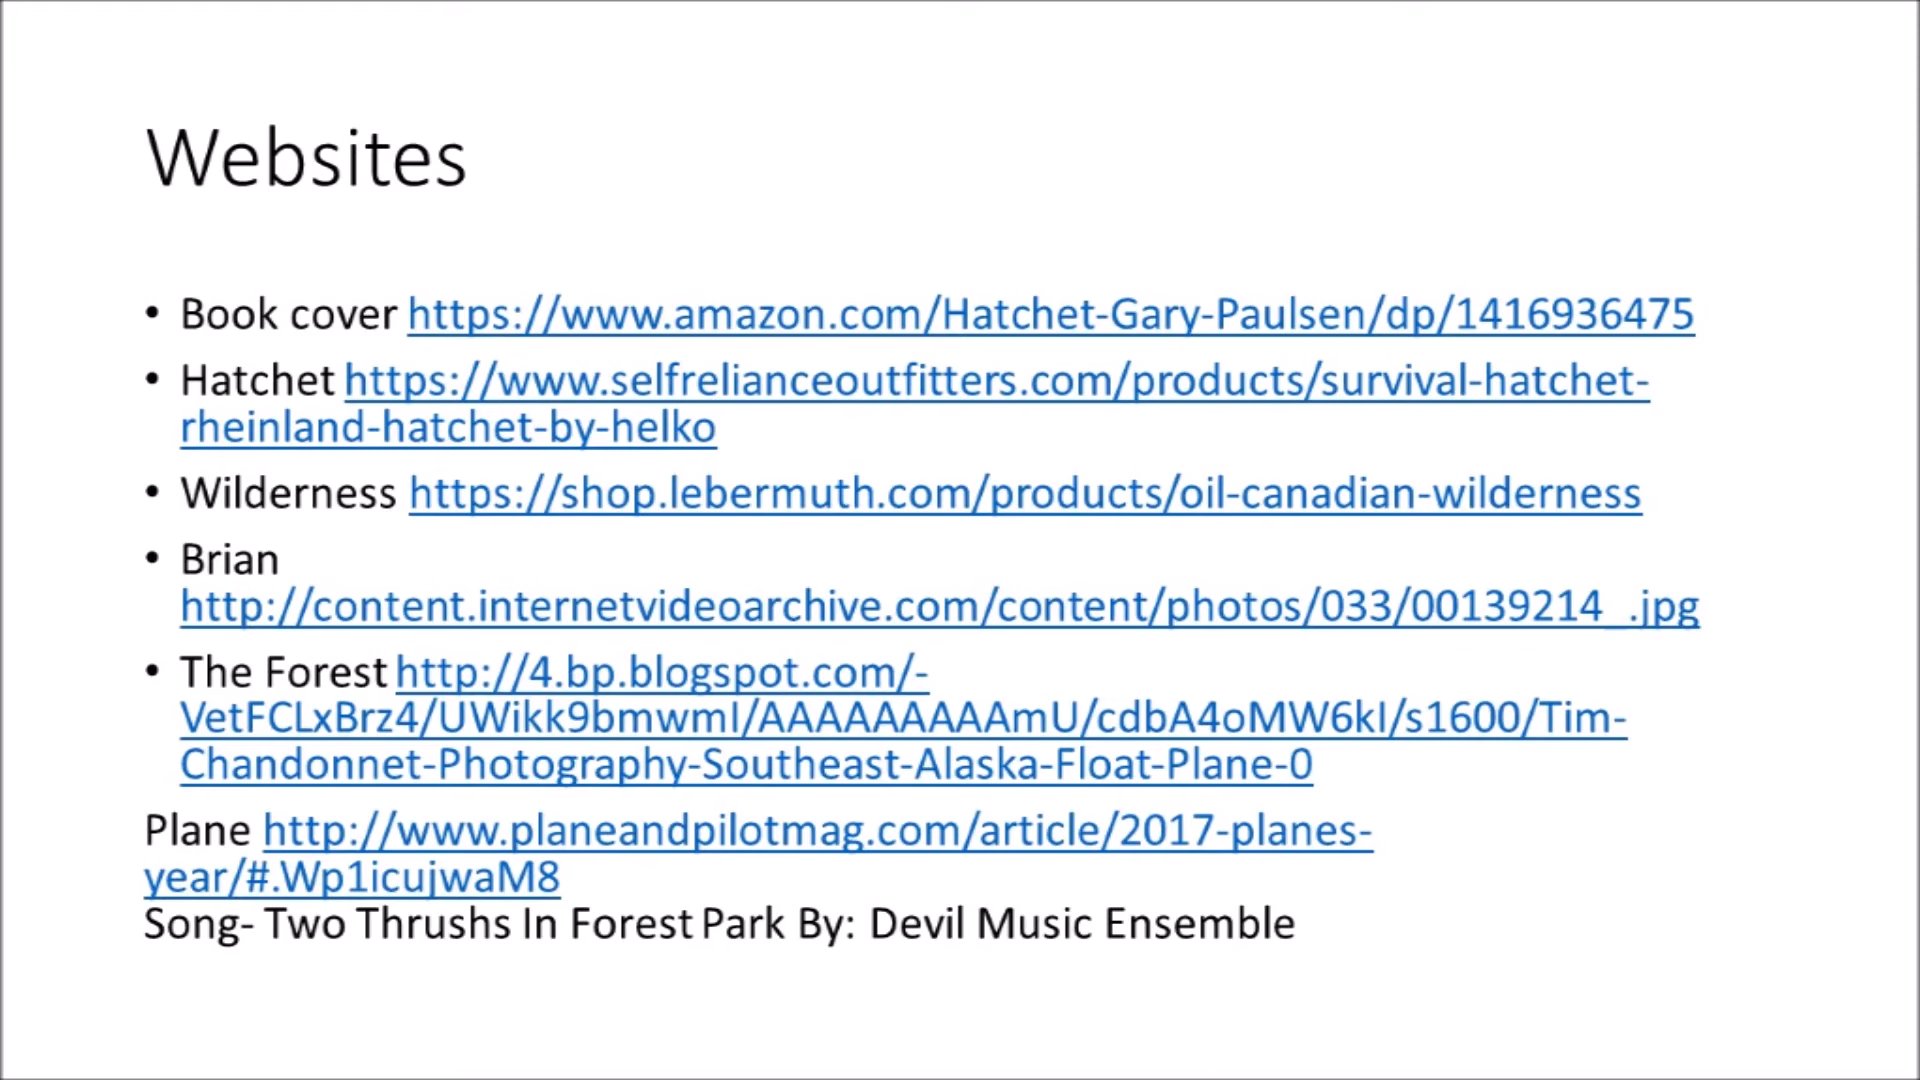 Websites
• Book cover https://www.amazon.com/Hatchet-Gary-Paulsen/dp/1416936475
• Hatchet https://www.selfrelianceoutfitters.com/products/survival-hatchet-
rheinland-hatchet-by-helko
• Wilderness https://shop.lebermuth.com/products/oil-canadian-wilderness
• Brian
http://content.internetvideoarchive.com/content/photos/033/00139214_.jpg
• The Forest http://4.bp.blogspot.com/-
VetFCLxBrz4/UWikk9bmwmI/AAAAAAAAAmU/cdbA4oMW6kI/s1600/Tim-
Chandonnet-Photography-Southeast-Alaska-Float-Plane-0
Plane http://www.planeandpilotmag.com/article/2017-planes-
year/#.Wp1icujwaM8
Song- Two Thrushs In Forest Park By: Devil Music Ensemble